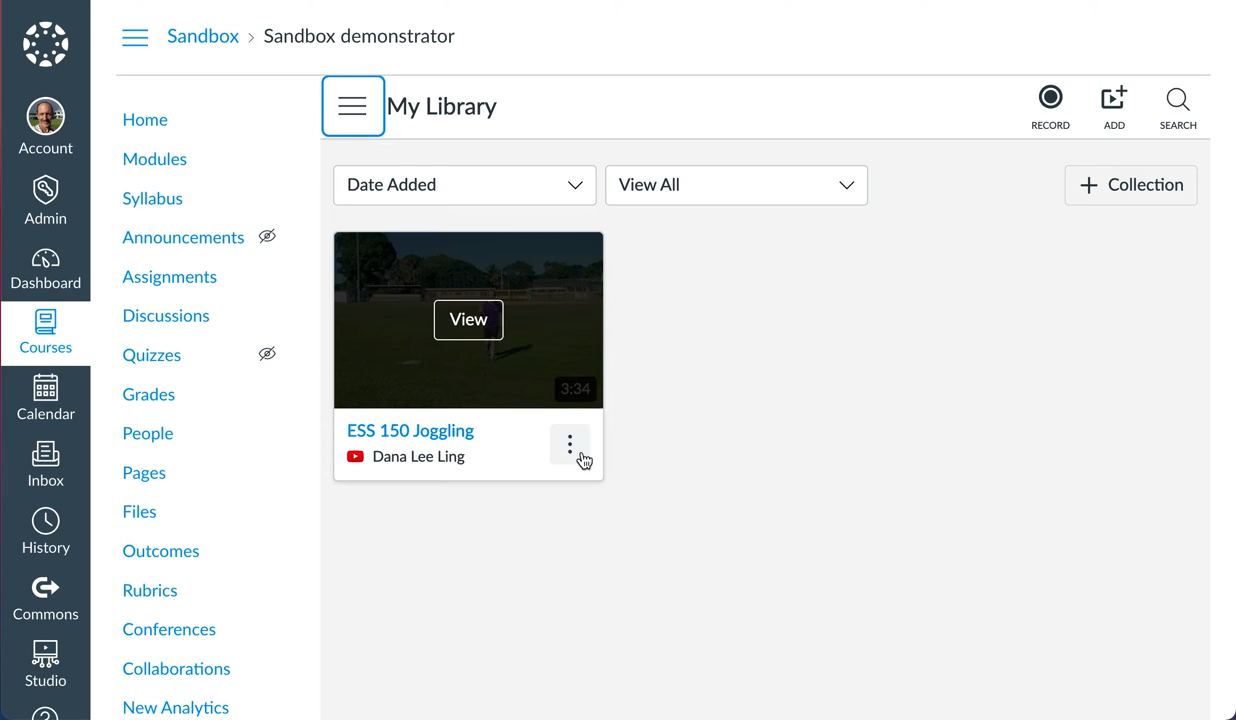 Sandbox > Sandbox demonstrator
Account
Admin
Dashboard
Courses
Calendar
Inbox
History
Commons
Studio
Home
Modules
Syllabus
Announcements
Assignments
Discussions
Quizzes
Grades
People
Pages
Files
Outcomes
Rubrics
Conferences
Collaborations
New Analytics
My Library
RECORD
ADD
SEARCH
Date Added
View All
+ Collection
View
3:34
ESS 150 Joggling
Dana Lee Ling